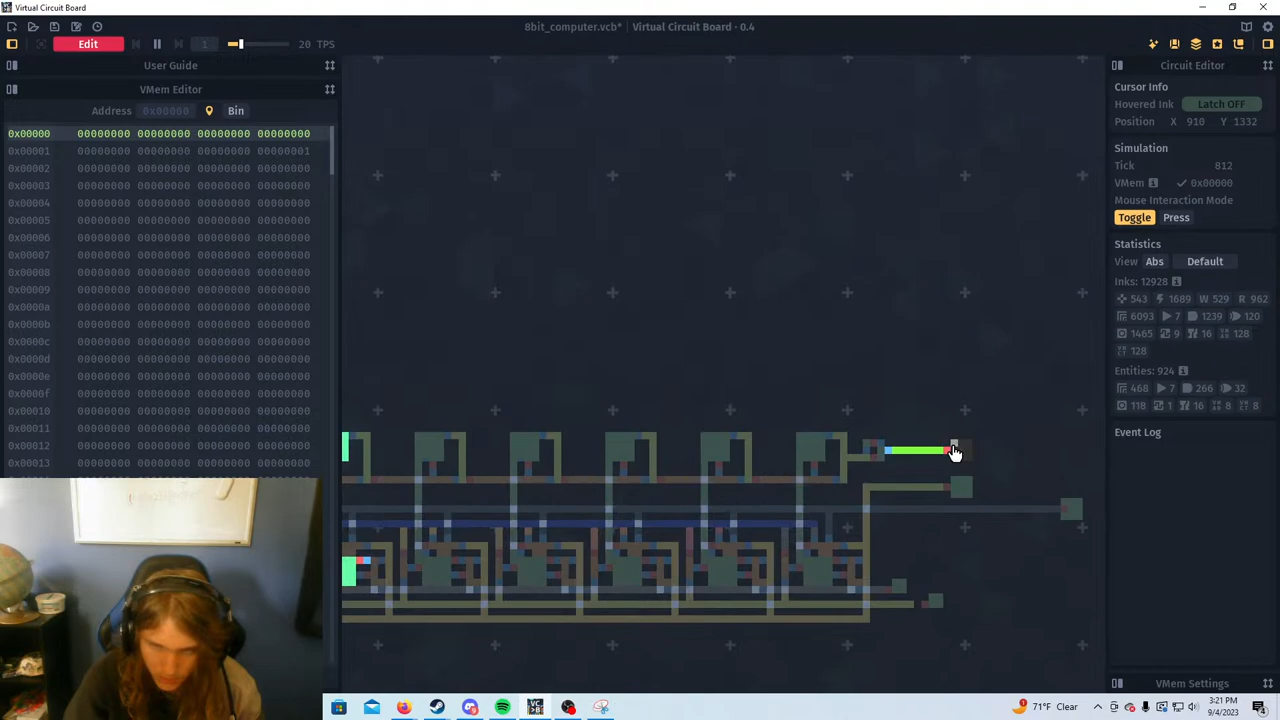 Virtual Circuit Board
8bit_computer.vcb* Virtual Circuit Board - 0.4
Edit 1 20 TPS
User Guide
VMem Editor
Address 0x00000 Bin
0x00000 00000000 00000000 00000000 00000000
0x00001 00000000 00000000 00000000 00000001
0x00002 00000000 00000000 00000000 00000000
0x00003 00000000 00000000 00000000 00000000
0x00004 00000000 00000000 00000000 00000000
0x00005 00000000 00000000 00000000 00000000
0x00006 00000000 00000000 00000000 00000000
0x00007 00000000 00000000 00000000 00000000
0x00008 00000000 00000000 00000000 00000000
0x00009 00000000 00000000 00000000 00000000
0x0000a 00000000 00000000 00000000 00000000
0x0000b 00000000 00000000 00000000 00000000
0x0000c 00000000 00000000 00000000 00000000
0x0000d 00000000 00000000 00000000 00000000
0x0000e 00000000 00000000 00000000 00000000
0x0000f 00000000 00000000 00000000 00000000
0x00010 00000000 00000000 00000000 00000000
0x00011 00000000 00000000 00000000 00000000
0x00012 00000000 00000000 00000000 00000000
0x00013 00000000 00000000 00000000 00000000
Circuit Editor
Cursor Info
Hovered Ink Latch OFF
Position X 910 Y 1332
Simulation
Tick 812
VMem 0x00000
Mouse Interaction Mode
Toggle Press
Statistics
View Abs Default
Inks: 12928
543 1689 W 529 R 962
6093 7 1239 120
1465 9 16 128
128
Entities: 924
468 7 266 32
118 1 16 8 8
Event Log
VMem Settings
71°F Clear
3:21 PM
9/4/2023